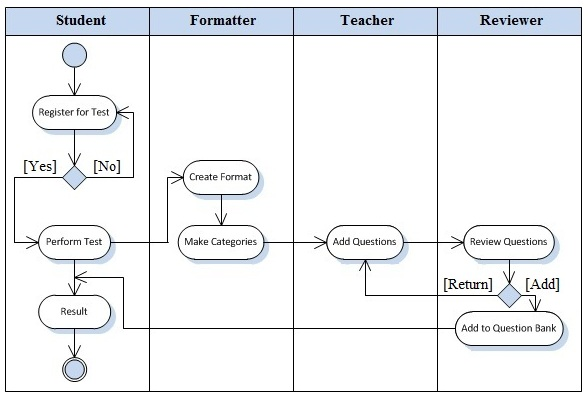 Student
Formatter
Teacher
Reviewer
Register for Test
[Yes]
[No]
Create Format
Perform Test
Make Categories
Add Questions
Review Questions
[Return]
[Add]
Result
Add to Question Bank